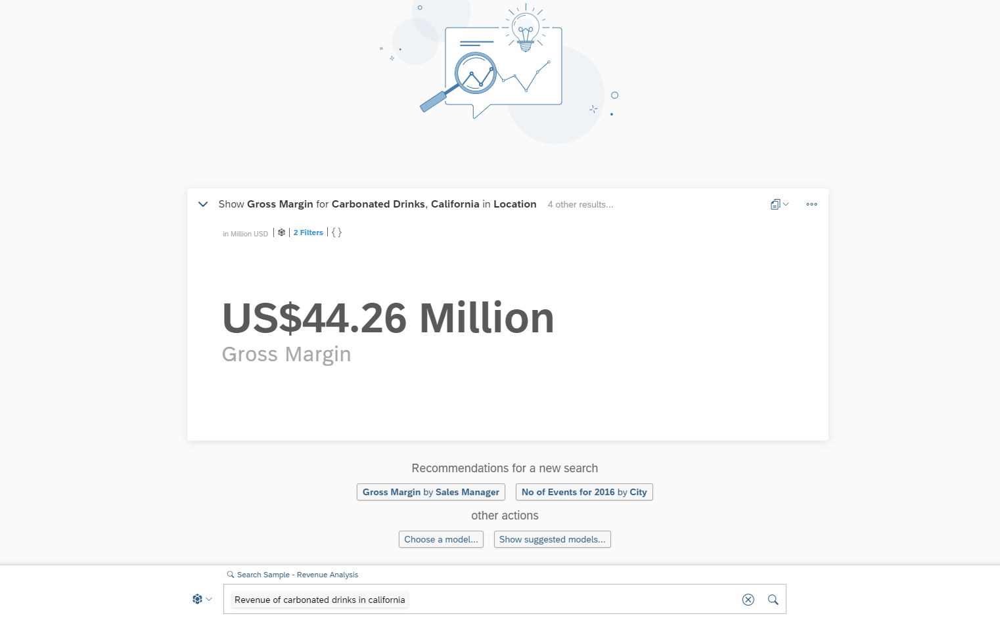 Show Gross Margin for Carbonated Drinks, California in Location 4 other results...
in Million USD | | 2 Filters | { }
US$44.26 Million
Gross Margin
Recommendations for a new search
Gross Margin by Sales Manager No of Events for 2016 by City
other actions
Choose a model... Show suggested models...
Search Sample - Revenue Analysis
Revenue of carbonated drinks in california